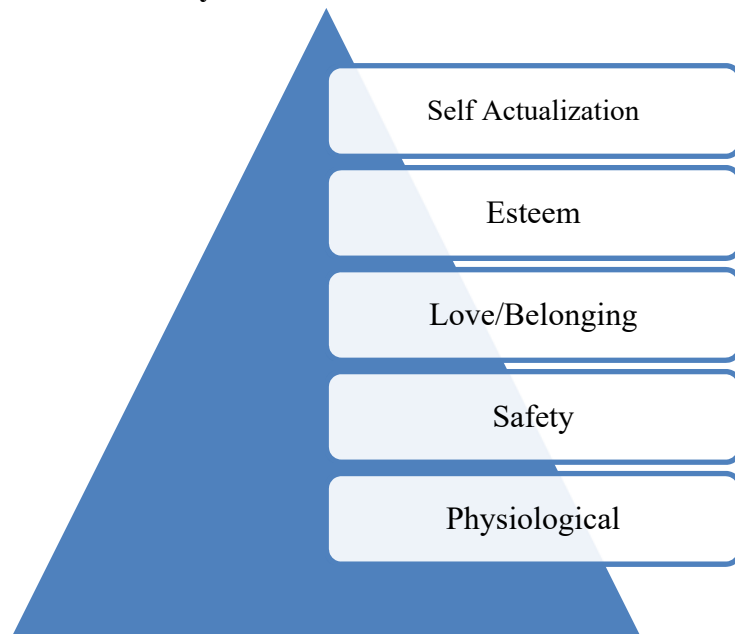 Self Actualization
Esteem
Love/Belonging
Safety
Physiological